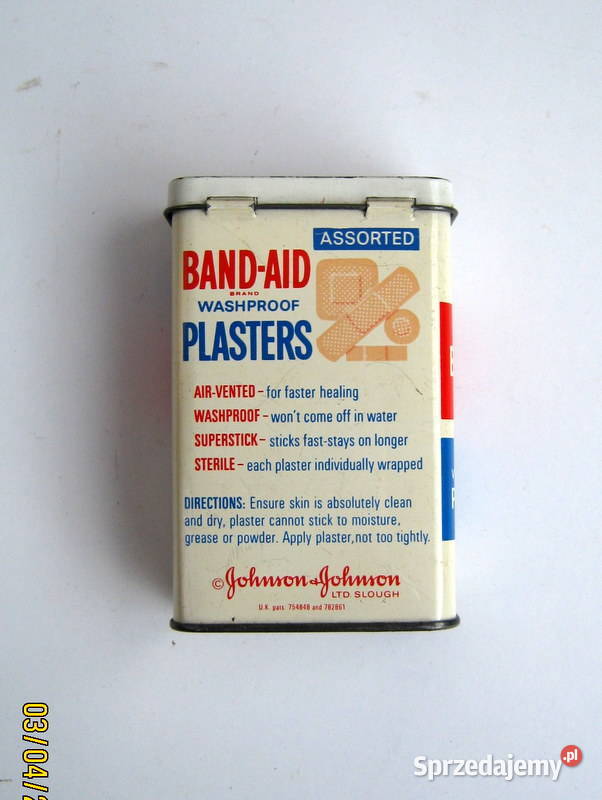 ASSORTED
BAND-AID
BRAND
WASHPROOF
PLASTERS
AIR-VENTED – for faster healing
WASHPROOF – won't come off in water
SUPERSTICK – sticks fast-stays on longer
STERILE – each plaster individually wrapped
DIRECTIONS: Ensure skin is absolutely clean
and dry, plaster cannot stick to moisture,
grease or powder. Apply plaster, not too tightly.
© Johnson & Johnson
LTD. SLOUGH
U.K. pats. 754848 and 782861
03/04/
Sprzedajemy.pl